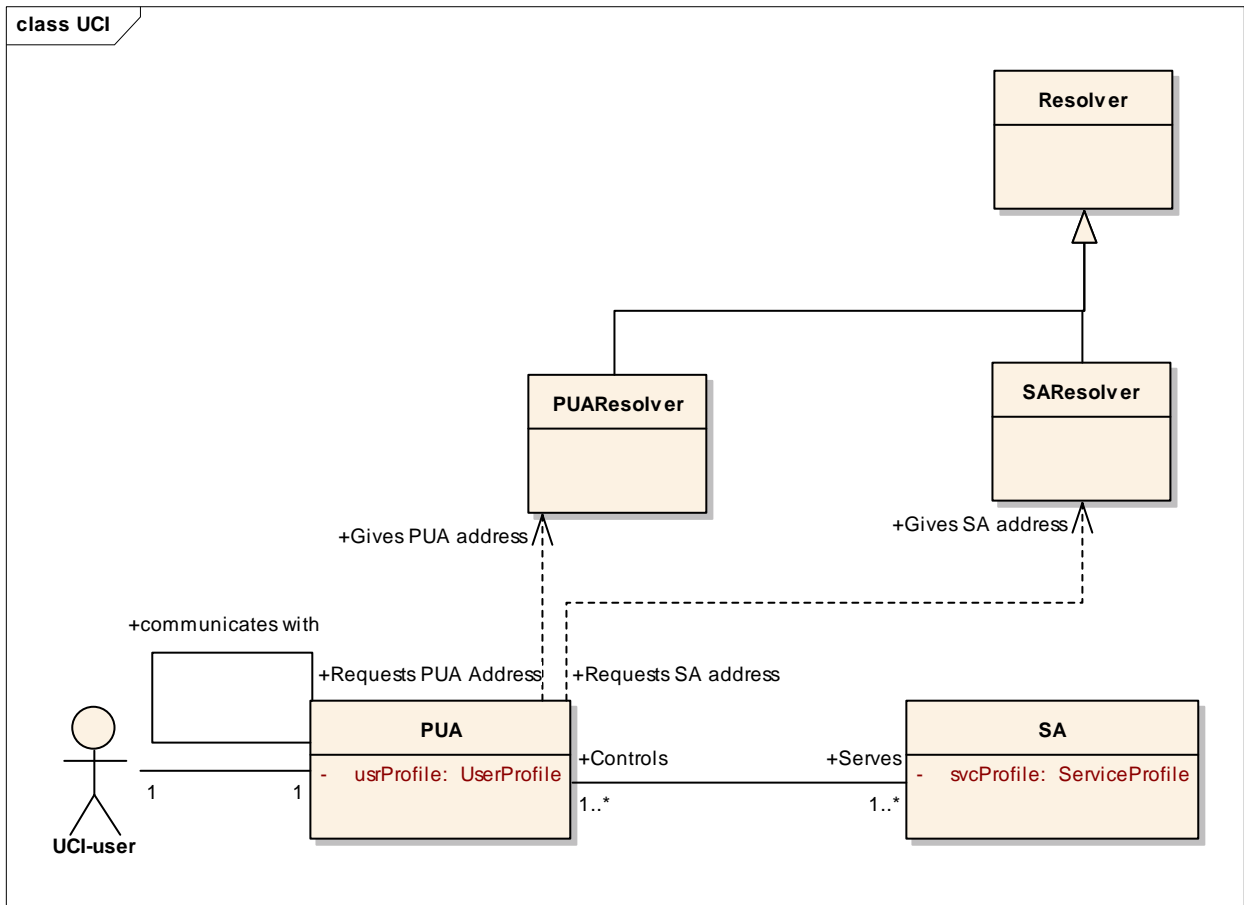 class UCI
Resolver
PUAResolver
SAResolver
+Gives PUA address
+Gives SA address
+communicates with
+Requests PUA Address
+Requests SA address
PUA
SA
- usrProfile: UserProfile
+Controls
+Serves
- svcProfile: ServiceProfile
1
1
1..*
1..*
UCI-user